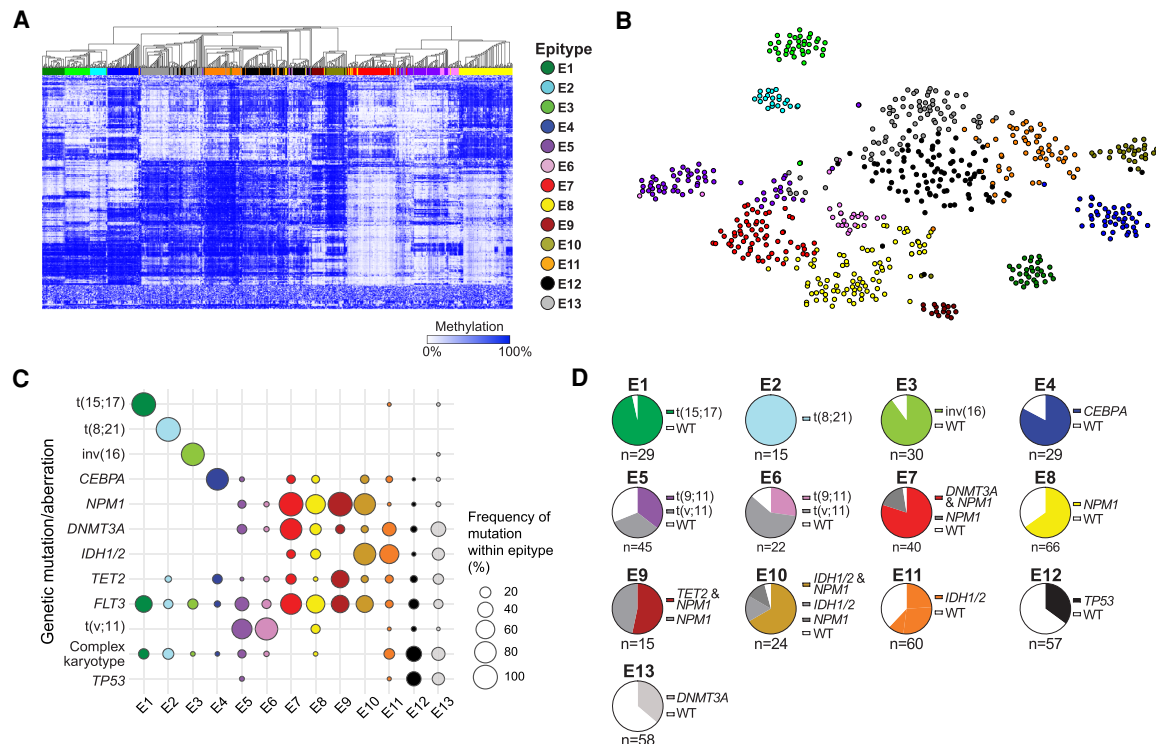 A
Epitype
E1
E2
E3
E4
E5
E6
E7
E8
E9
E10
E11
E12
E13
Methylation
0% 100%
B
C
Genetic mutation/aberration
t(15;17)
t(8;21)
inv(16)
CEBPA
NPM1
DNMT3A
IDH1/2
TET2
FLT3
t(v;11)
Complex
karyotype
TP53
E1 E2 E3 E4 E5 E6 E7 E8 E9 E10 E11 E12 E13
Frequency of
mutation
within epitype
(%)
20
40
60
80
100
D
E1
t(15;17)
WT
n=29
E2
t(8;21)
n=15
E3
inv(16)
WT
n=30
E4
CEBPA
WT
n=29
E5
t(9;11)
t(v;11)
WT
n=45
E6
t(9;11)
t(v;11)
WT
n=22
E7
DNMT3A
& NPM1
NPM1
WT
n=40
E8
NPM1
WT
n=66
E9
TET2 &
NPM1
NPM1
n=15
E10
IDH1/2 &
NPM1
IDH1/2
NPM1
WT
n=24
E11
IDH1/2
WT
n=60
E12
TP53
WT
n=57
E13
DNMT3A
WT
n=58